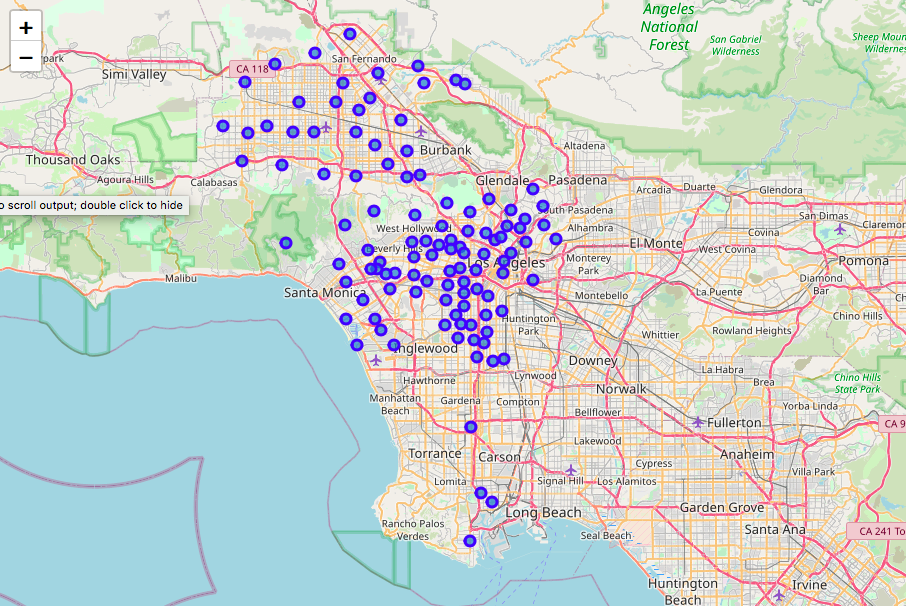 +
−
Angeles
National
Forest
San Gabriel
Wilderness
Sheep Moun
Wilderness
park
Simi Valley
CA 118
San Fernando
Thousand Oaks
Agoura Hills
Calabasas
Burbank
Altadena
Glendale
Pasadena
Arcadia
Duarte
Glendora
o scroll output; double click to hide
South Pasadena
San Dimas
West Hollywood
Alhambra
Beverly Hills
El Monte
West Covina
Covina
Pomona
Los Angeles
Monterey
Park
Malibu
Santa Monica
Montebello
La Puente
Diamond
Bar
Chino Hills
Huntington
Park
Whittier
Rowland Heights
Inglewood
Downey
La Habra
Hawthorne
Lynwood
Norwalk
Brea
Chino Hills
State Park
Manhattan
Beach
Gardena
Compton
Bellflower
Yorba Linda
Fullerton
CA 9
Lakewood
Torrance
Carson
Cypress
Anaheim
Villa Park
Lomita
Signal Hill
Los Alamitos
Rancho Palos
Verdes
Long Beach
Garden Grove
Seal Beach
Santa Ana
CA 241 To
Huntington
Beach
Irvine